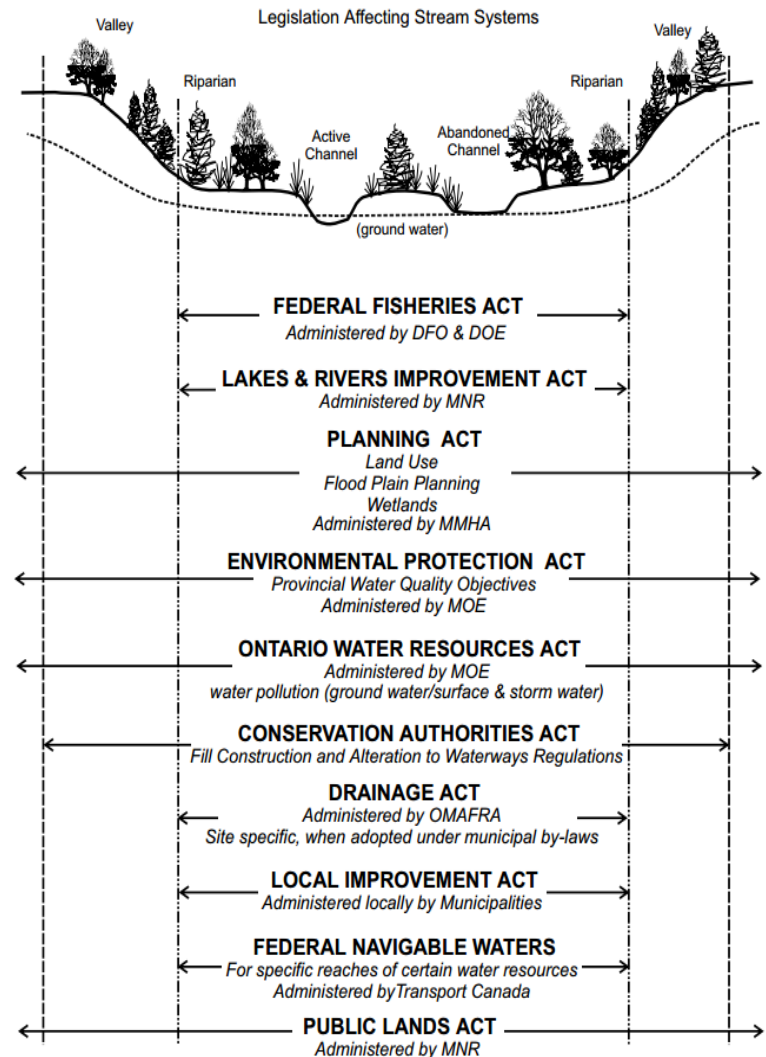 Legislation Affecting Stream Systems
Valley
Valley
Riparian
Riparian
Active
Channel
Abandoned
Channel
(ground water)
FEDERAL FISHERIES ACT
Administered by DFO & DOE
LAKES & RIVERS IMPROVEMENT ACT
Administered by MNR
PLANNING ACT
Land Use
Flood Plain Planning
Wetlands
Administered by MMHA
ENVIRONMENTAL PROTECTION ACT
Provincial Water Quality Objectives
Administered by MOE
ONTARIO WATER RESOURCES ACT
Administered by MOE
water pollution (ground water/surface & storm water)
CONSERVATION AUTHORITIES ACT
Fill Construction and Alteration to Waterways Regulations
DRAINAGE ACT
Administered by OMAFRA
Site specific, when adopted under municipal by-laws
LOCAL IMPROVEMENT ACT
Administered locally by Municipalities
FEDERAL NAVIGABLE WATERS
For specific reaches of certain water resources
Administered byTransport Canada
PUBLIC LANDS ACT
Administered by MNR